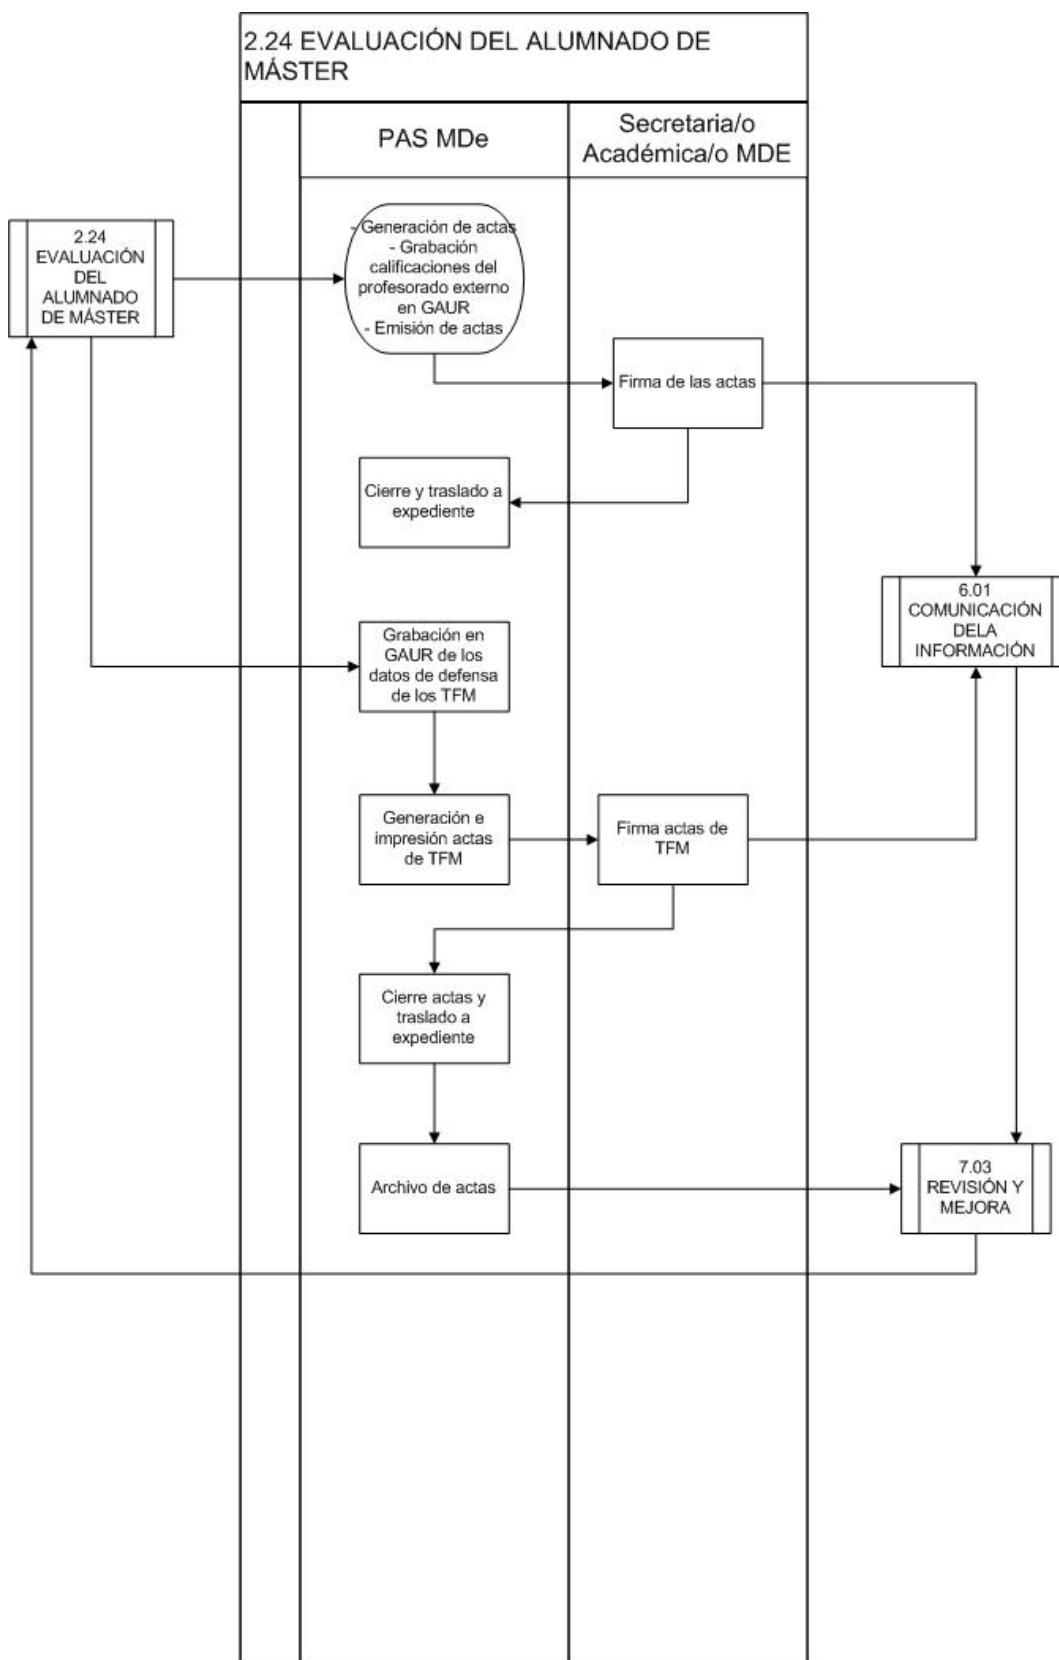 2.24 EVALUACIÓN DEL ALUMNADO DE
MÁSTER
PAS MDe
Secretaria/o
Académica/o MDE
2.24
EVALUACIÓN
DEL
ALUMNADO
DE MÁSTER
- Generación de actas
- Grabación
calificaciones del
profesorado externo
en GAUR
- Emisión de actas
Firma de las actas
Cierre y traslado a
expediente
6.01
COMUNICACIÓN
DELA
INFORMACIÓN
Grabación en
GAUR de los
datos de defensa
de los TFM
Generación e
impresión actas
de TFM
Firma actas de
TFM
Cierre actas y
traslado a
expediente
Archivo de actas
7.03
REVISIÓN Y
MEJORA